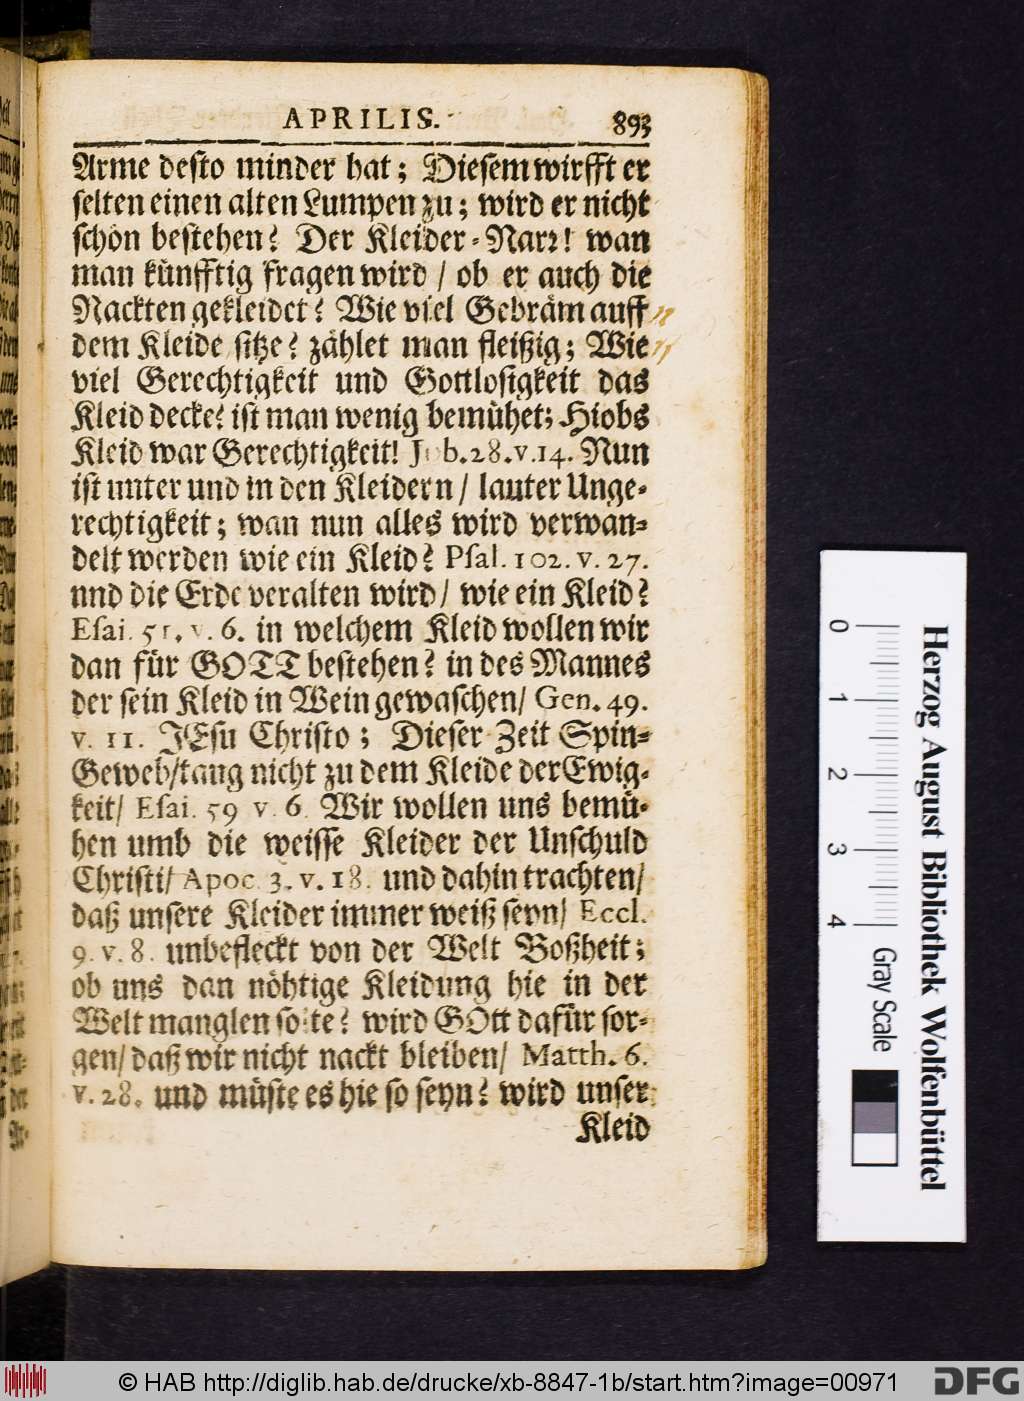 APRILIS. 893
Arme desto minder hat; Diesem wirfft er
selten einen alten Lumpen zu; wird er nicht
schön bestehen? Der Kleider-Narr! wan
man künfftig fragen wird / ob er auch die
Nackten gekleidet? Wie viel Gebräm auff
dem Kleide sitze? zählet man fleißig; Wie
viel Gerechtigkeit und Gottlosigkeit das
Kleid decke? ist man wenig bemühet; Hiobs
Kleid war Gerechtigkeit! Job.28.v.14. Nun
ist unter und in den Kleidern / lauter Unge-
rechtigkeit; wan nun alles wird verwan-
delt werden wie ein Kleid? Psal. 102. v. 27.
nnd die Erde veralten wird / wie ein Kleid?
Esai. 51. v. 6. in welchem Kleid wollen wir
dan für GOTT bestehen? in des Mannes
der sein Kleid in Wein gewaschen/ Gen. 49.
v. 11. JEsu Christo; Dieser Zeit Spin-
Geweb/taug nicht zu dem Kleide der Ewig-
keit/ Esai. 59 v. 6. Wir wollen uns bemü-
hen umb die weisse Kleider der Unschuld
Christi/ Apoc. 3. v. 18. und dahin trachten/
daß unsere Kleider immer weiß seyn/ Eccl.
9. v. 8. unbefleckt von der Welt Boßheit;
ob uns dan nöhtige Kleidung hie in der
Welt manglen solte? wird GOtt dafür sor-
gen/ daß wir nicht nackt bleiben/ Matth. 6.
v. 28. und müste es hie so seyn? wird unser
Kleid
0 1 2 3 4
Gray Scale
Herzog August Bibliothek Wolfenbüttel
© HAB http://diglib.hab.de/drucke/xb-8847-1b/start.htm?image=00971
DFG